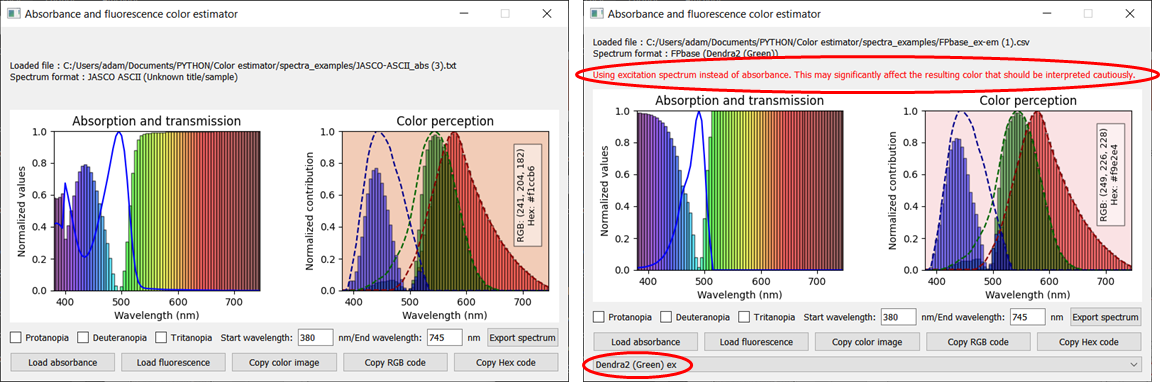 Absorbance and fluorescence color estimator
Loaded file : C:/Users/adam/Documents/PYTHON/Color estimator/spectra_examples/JASCO-ASCII_abs (3).txt
Spectrum format : JASCO ASCII (Unknown title/sample)
Absorption and transmission
Normalized values
1.0
0.8
0.6
0.4
0.2
0.0
400
500
600
700
Wavelength (nm)
Color perception
Normalized contribution
1.0
0.8
0.6
0.4
0.2
0.0
RGB: (241, 204, 182)
Hex: #f1ccb6
400
500
600
700
Wavelength (nm)
Protanopia
Deuteranopia
Tritanopia
Start wavelength:
380
nm/End wavelength:
745
nm
Export spectrum
Load absorbance
Load fluorescence
Copy color image
Copy RGB code
Copy Hex code
Absorbance and fluorescence color estimator
Loaded file : C:/Users/adam/Documents/PYTHON/Color estimator/spectra_examples/FPbase_ex-em (1).csv
Spectrum format : FPbase (Dendra2 (Green))
Using excitation spectrum instead of absorbance. This may significantly affect the resulting color that should be interpreted cautiously.
Absorption and transmission
Normalized values
1.0
0.8
0.6
0.4
0.2
0.0
400
500
600
700
Wavelength (nm)
Color perception
Normalized contribution
1.0
0.8
0.6
0.4
0.2
0.0
RGB: (249, 226, 228)
Hex: #f9e2e4
400
500
600
700
Wavelength (nm)
Protanopia
Deuteranopia
Tritanopia
Start wavelength:
380
nm/End wavelength:
745
nm
Export spectrum
Load absorbance
Load fluorescence
Copy color image
Copy RGB code
Copy Hex code
Dendra2 (Green) ex